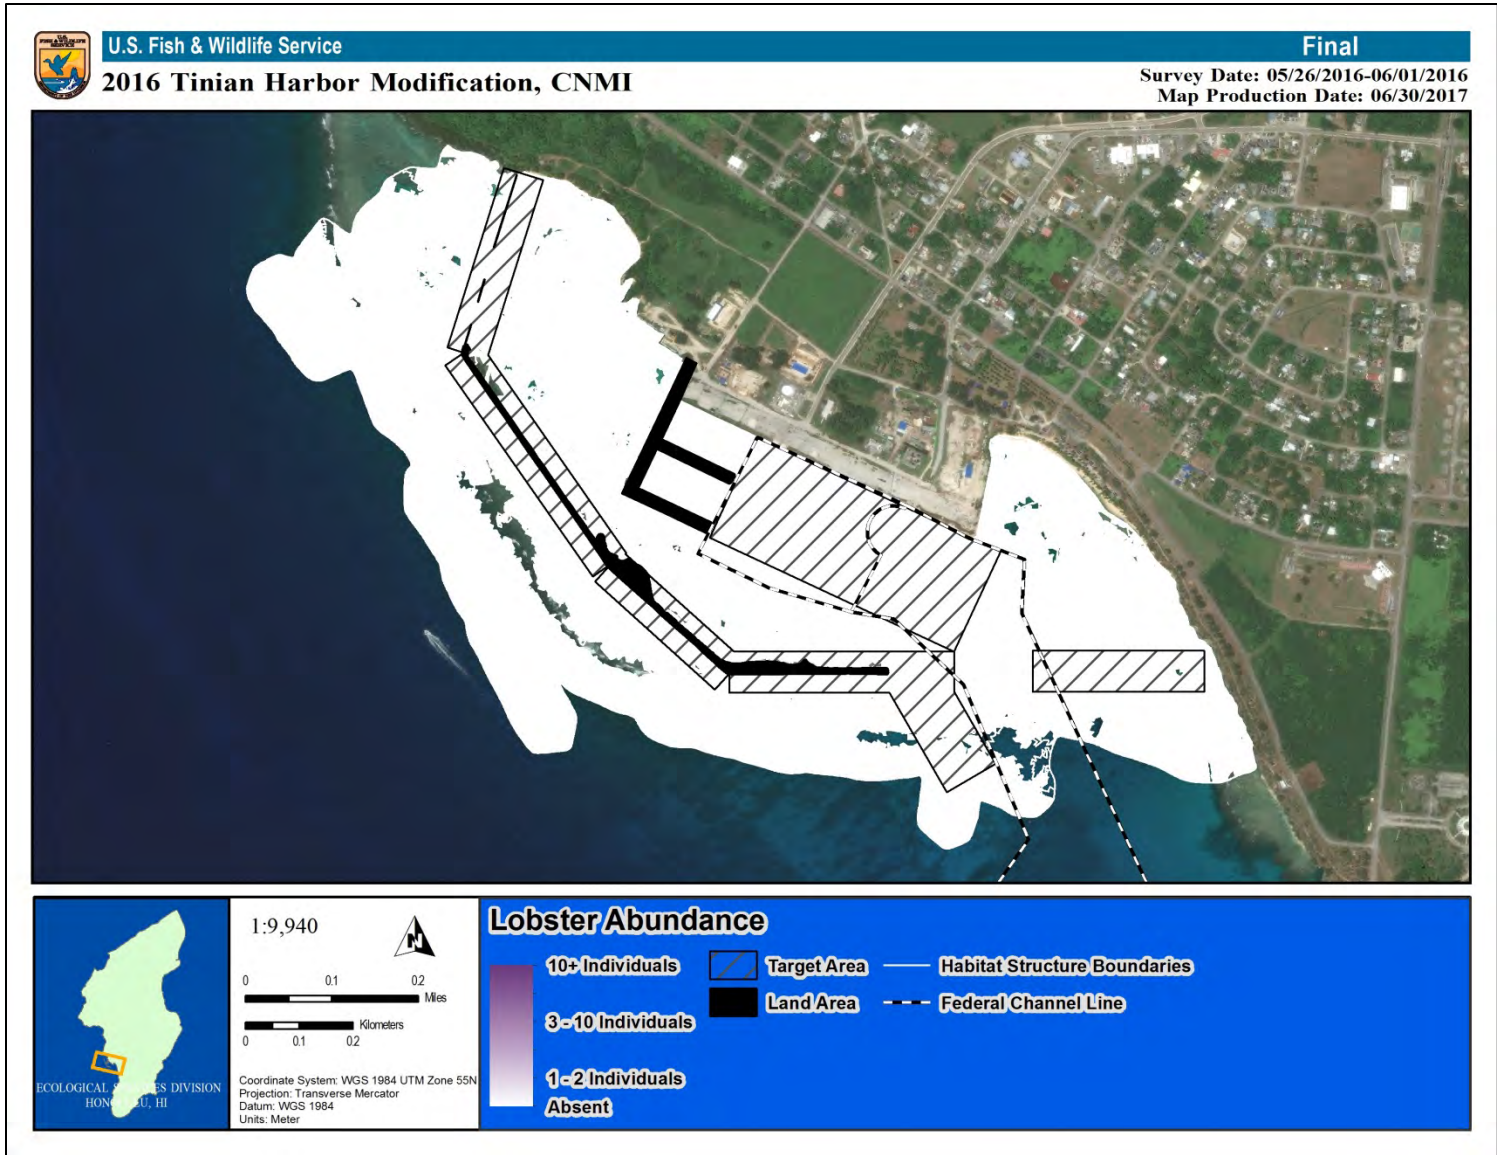 U.S.
FISH & WILDLIFE
SERVICE
U.S. Fish & Wildlife Service
Final
2016 Tinian Harbor Modification, CNMI
Survey Date: 05/26/2016-06/01/2016
Map Production Date: 06/30/2017
ECOLOGICAL DIVISION
HONOLULU, HI
1:9,940
N
0 0.1 0.2
Miles
Kilometers
0 0.1 0.2
Coordinate System: WGS 1984 UTM Zone 55N
Projection: Transverse Mercator
Datum: WGS 1984
Units: Meter
Lobster Abundance
10+ Individuals
3 - 10 Individuals
1 - 2 Individuals
Absent
Target Area
Land Area
Habitat Structure Boundaries
Federal Channel Line